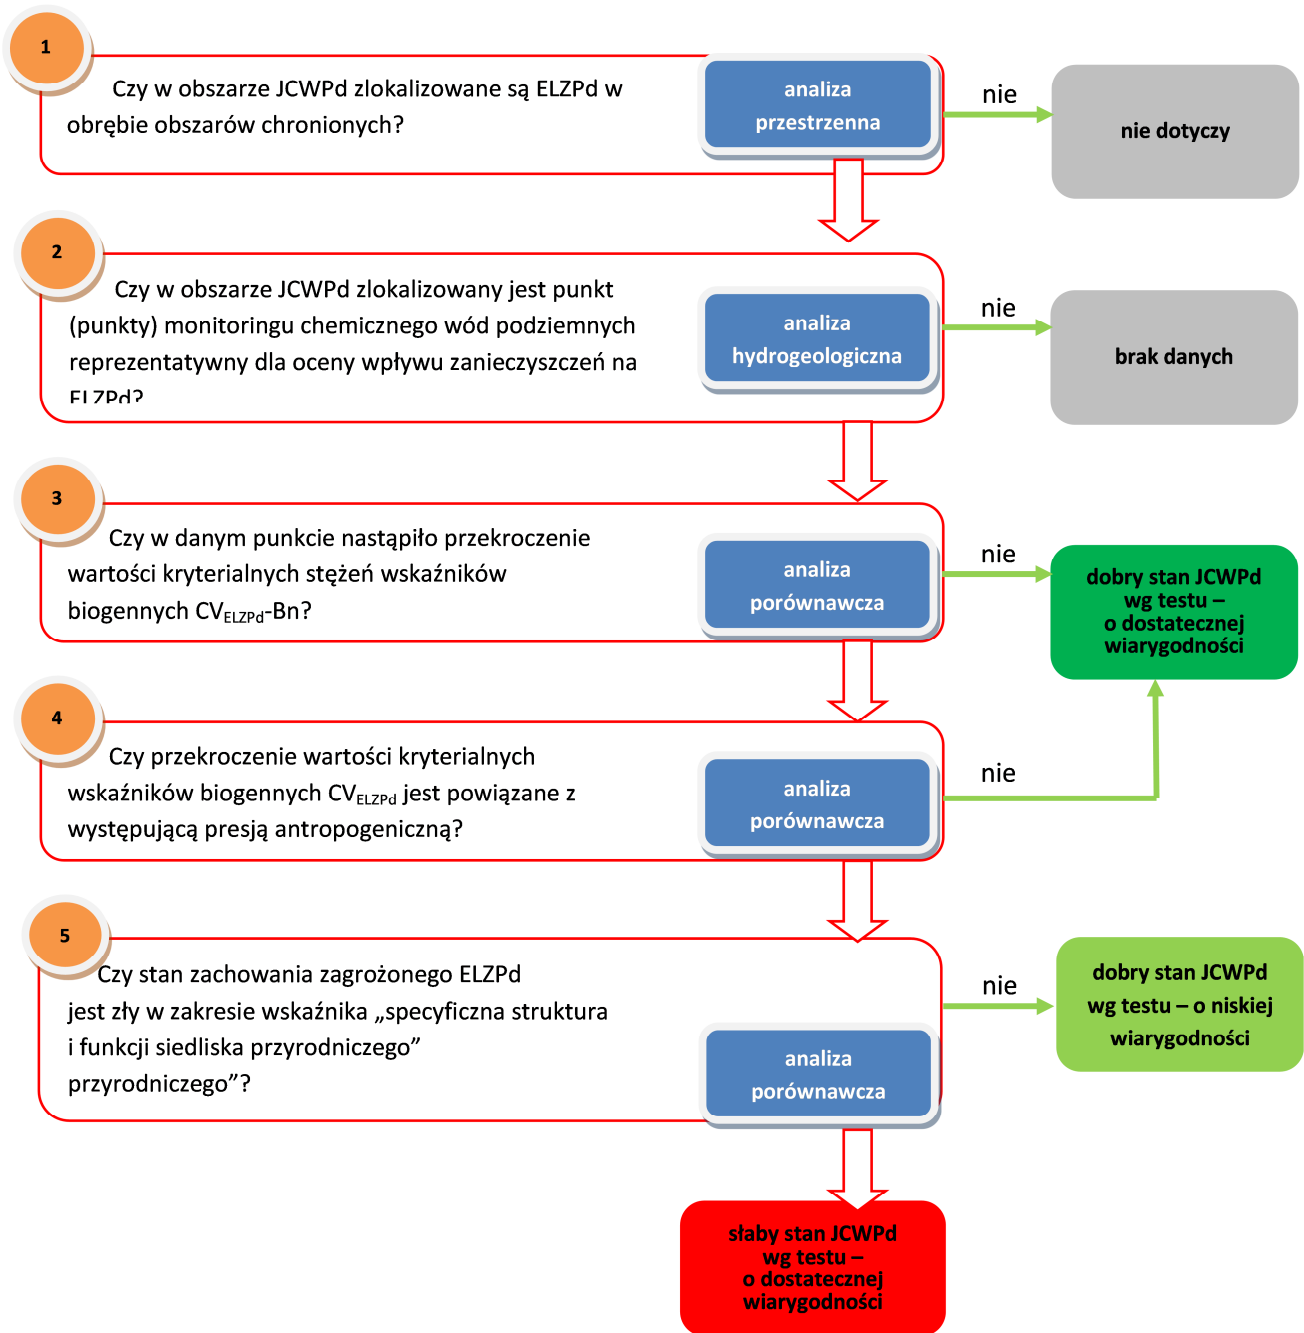 1
Czy w obszarze JCWPd zlokalizowane są ELZPd w
obrębie obszarów chronionych?
analiza
przestrzenna
nie
nie dotyczy
2
Czy w obszarze JCWPd zlokalizowany jest punkt
(punkty) monitoringu chemicznego wód podziemnych
reprezentatywny dla oceny wpływu zanieczyszczeń na
ELZPd?
analiza
hydrogeologiczna
nie
brak danych
3
Czy w danym punkcie nastąpiło przekroczenie
wartości kryterialnych stężeń wskaźników
biogennych CVELZPd-Bn?
analiza
porównawcza
nie
dobry stan JCWPd
wg testu –
o dostatecznej
wiarygodności
4
Czy przekroczenie wartości kryterialnych
wskaźników biogennych CVELZPd jest powiązane z
występującą presją antropogeniczną?
analiza
porównawcza
nie
5
Czy stan zachowania zagrożonego ELZPd
jest zły w zakresie wskaźnika „specyficzna struktura
i funkcji siedliska przyrodniczego”
przyrodniczego”?
analiza
porównawcza
nie
dobry stan JCWPd
wg testu – o niskiej
wiarygodności
słaby stan JCWPd
wg testu –
o dostatecznej
wiarygodności